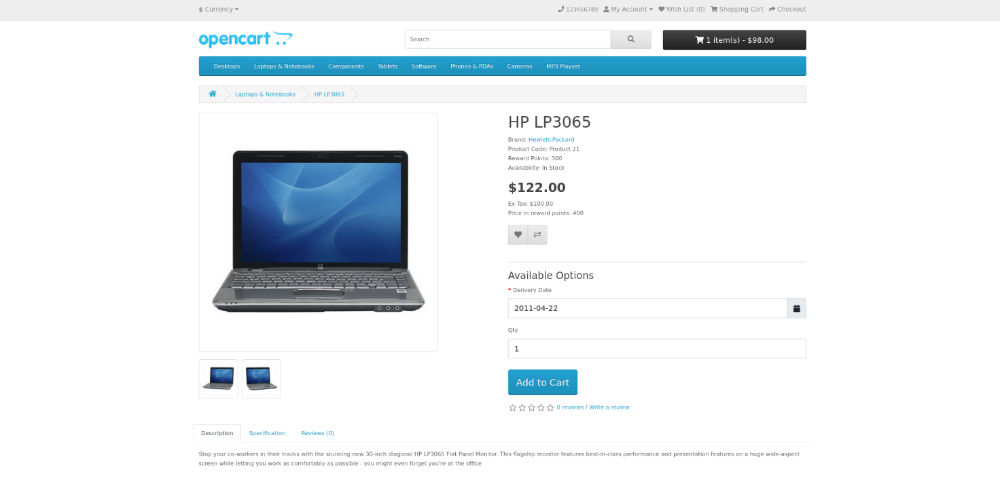 $ Currency
123456789 My Account Wish List (0) Shopping Cart Checkout
opencart
Search
1 item(s) - $98.00
Desktops Laptops & Notebooks Components Tablets Software Phones & PDAs Cameras MP3 Players
Laptops & Notebooks HP LP3065
HP LP3065
Brand: Hewlett-Packard
Product Code: Product 21
Reward Points: 300
Availability: In Stock
$122.00
Ex Tax: $100.00
Price in reward points: 400
Available Options
* Delivery Date
2011-04-22
Qty
1
Add to Cart
0 reviews / Write a review
Description Specification Reviews (0)
Stop your co-workers in their tracks with the stunning new 30-inch diagonal HP LP3065 Flat Panel Monitor. This flagship monitor features best-in-class performance and presentation features on a huge wide-aspect
screen while letting you work as comfortably as possible - you might even forget you're at the office